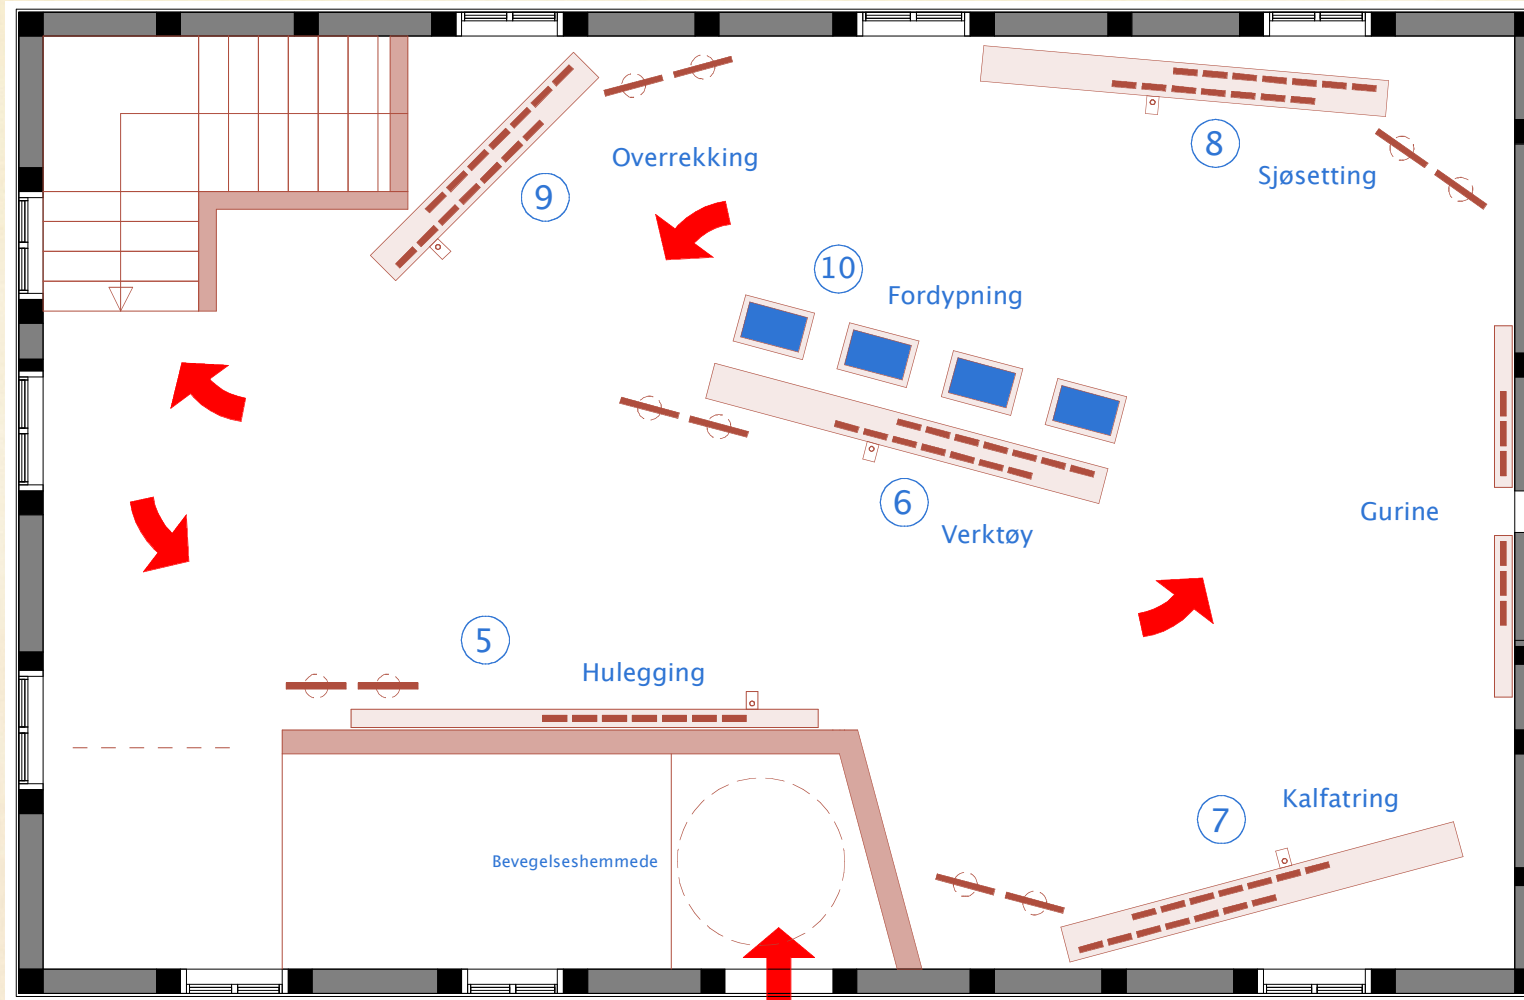 8
Overrekking
Sjøsetting
9
10
Fordypning
6
Gurine
Verktøy
5
Hulegging
Kalfatring
7
Bevegelseshemmede